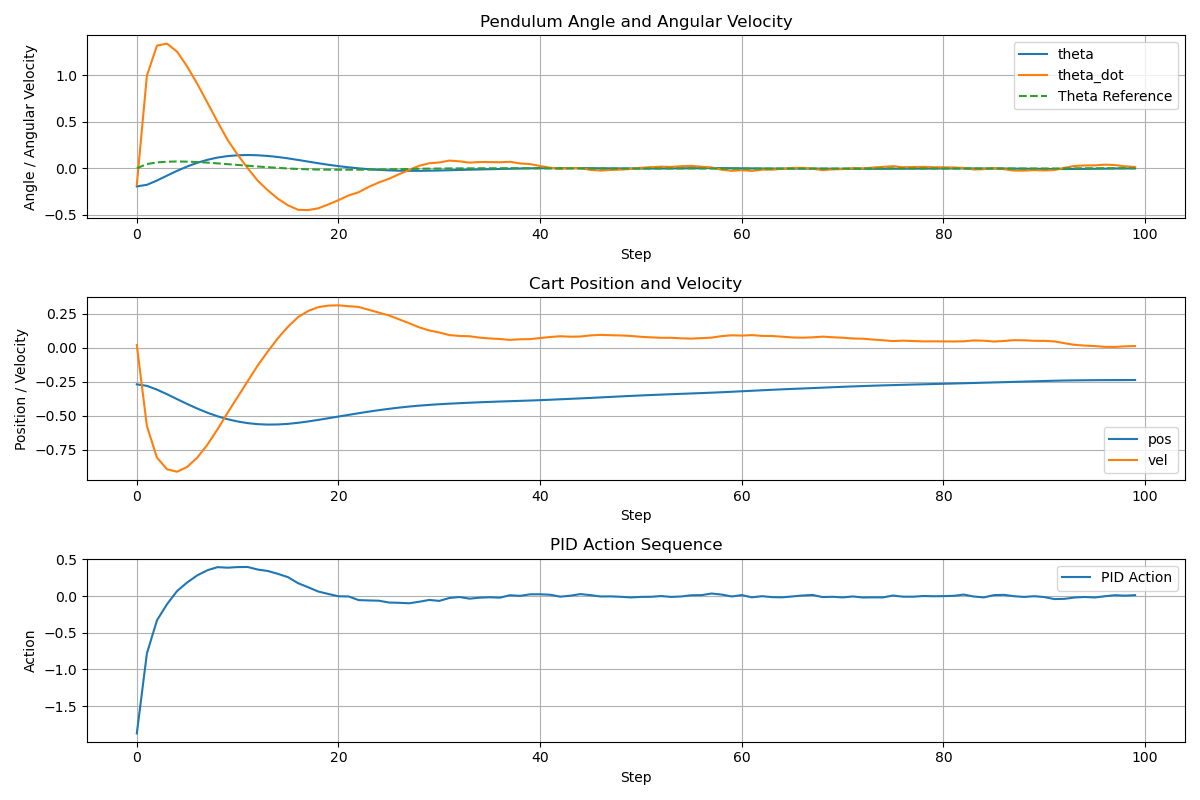 Pendulum Angle and Angular Velocity
Angle / Angular Velocity
1.0
0.5
0.0
−0.5
theta
theta_dot
Theta Reference
0 20 40 60 80 100
Step
Cart Position and Velocity
Position / Velocity
0.25
0.00
−0.25
−0.50
−0.75
pos
vel
0 20 40 60 80 100
Step
PID Action Sequence
Action
0.5
0.0
−0.5
−1.0
−1.5
PID Action
0 20 40 60 80 100
Step